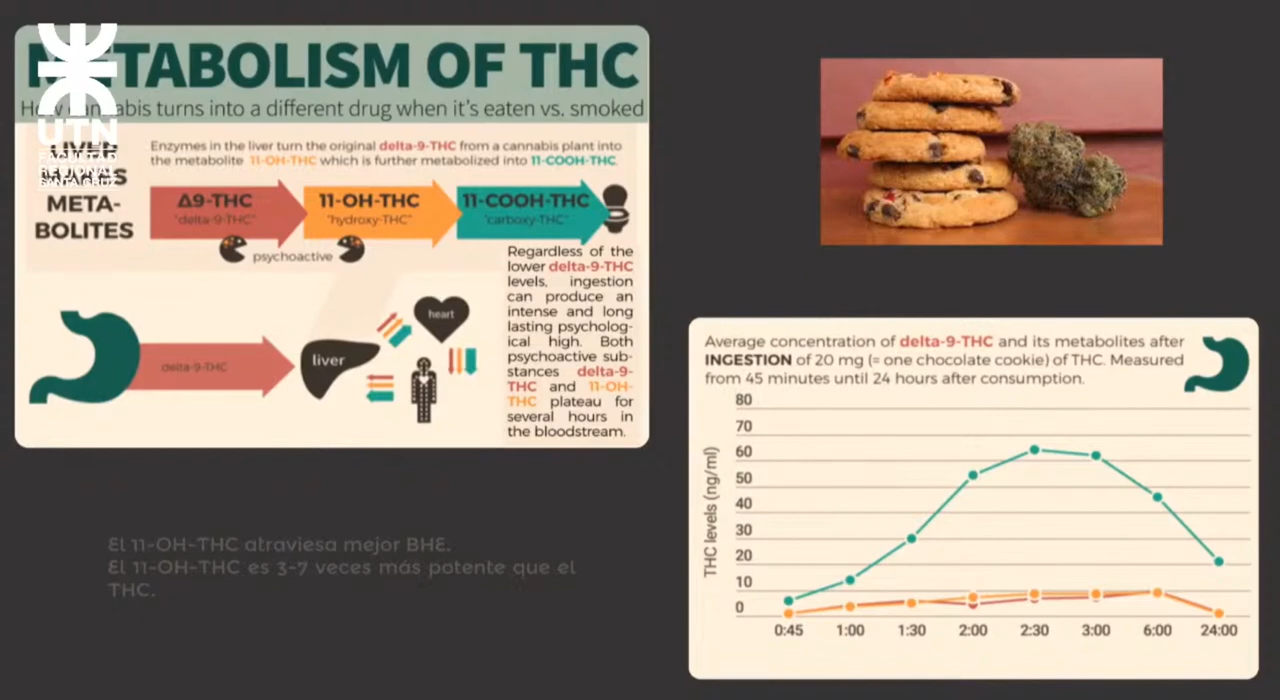 METABOLISM OF THC
How cannabis turns into a different drug when it's eaten vs. smoked
UTN
FACULTAD
REGIONAL
SANTA CRUZ
LIVER
MAKES
META-
BOLITES
Enzymes in the liver turn the original delta-9-THC from a cannabis plant into
the metabolite 11-OH-THC which is further metabolized into 11-COOH-THC.
Δ9-THC
"delta-9-THC"
11-OH-THC
"hydroxy-THC"
11-COOH-THC
"carboxy-THC"
psychoactive
delta-9-THC
liver
heart
Regardless of the
lower delta-9-THC
levels, ingestion
can produce an
intense and long
lasting psycholog-
ical high. Both
psychoactive sub-
stances delta-9-
THC and 11-OH-
THC plateau for
several hours in
the bloodstream.
El 11-OH-THC atraviesa mejor BHE.
El 11-OH-THC es 3-7 veces más potente que el
THC.
Average concentration of delta-9-THC and its metabolites after
INGESTION of 20 mg (= one chocolate cookie) of THC. Measured
from 45 minutes until 24 hours after consumption.
THC levels (ng/ml)
80
70
60
50
40
30
20
10
0
0:45 1:00 1:30 2:00 2:30 3:00 6:00 24:00